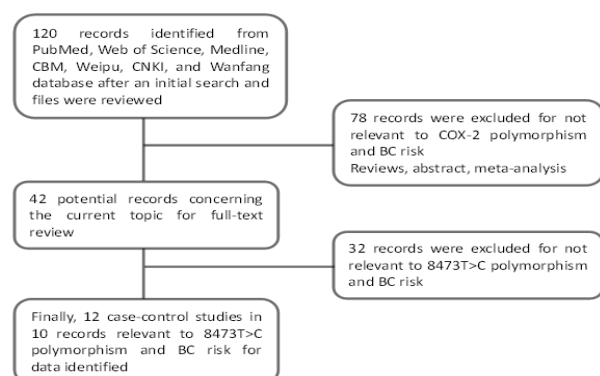 120 records identified from
PubMed, Web of Science, Medline,
CBM, Weipu, CNKI, and Wanfang
database after an initial search and
files were reviewed
78 records were excluded for not
relevant to COX-2 polymorphism
and BC risk
Reviews, abstract, meta-analysis
42 potential records concerning
the current topic for full-text
review
32 records were excluded for not
relevant to 8473T>C polymorphism
and BC risk
Finally, 12 case-control studies in
10 records relevant to 8473T>C
polymorphism and BC risk for
data identified